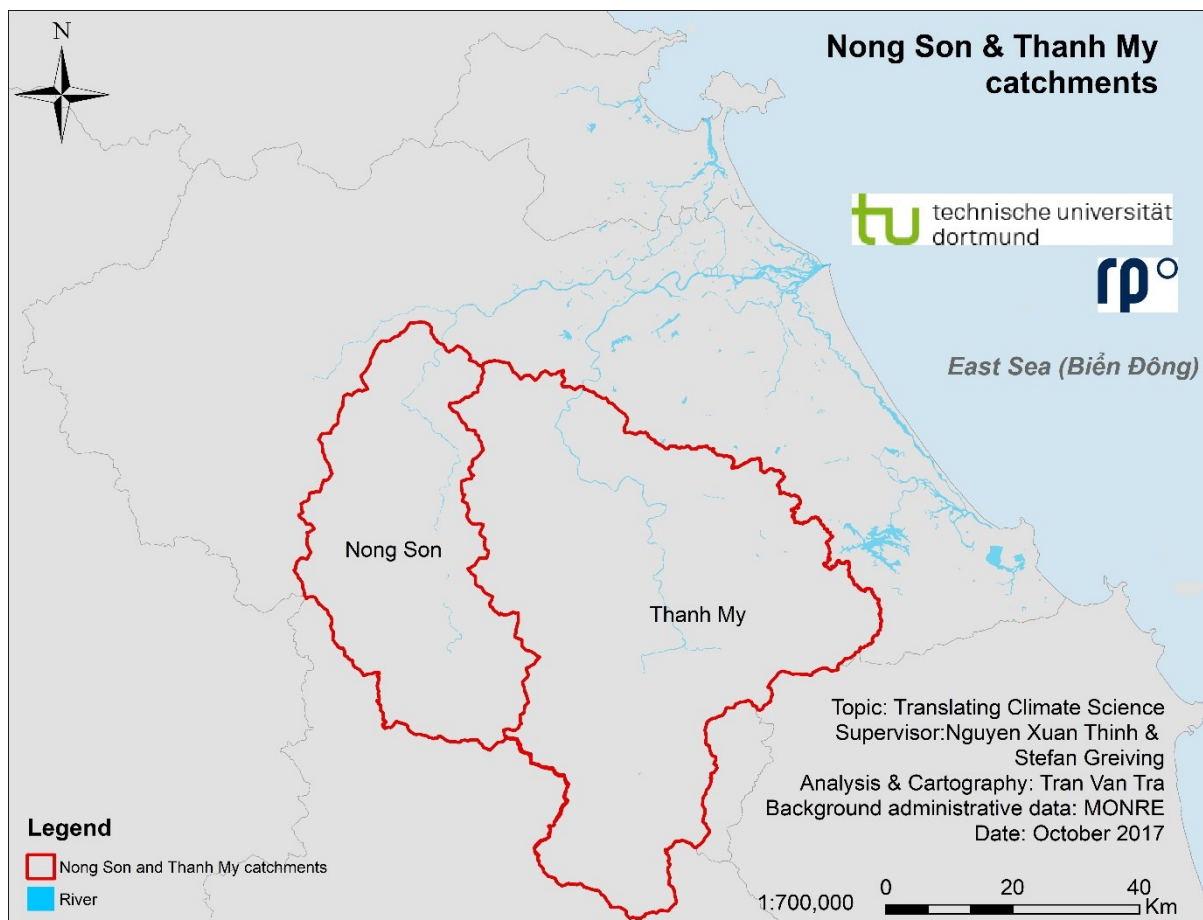 N
Nong Son & Thanh My
catchments
tu technische universität
dortmund
rp
East Sea (Biển Đông)
Nong Son
Thanh My
Topic: Translating Climate Science
Supervisor:Nguyen Xuan Thinh &
Stefan Greiving
Analysis & Cartography: Tran Van Tra
Background administrative data: MONRE
Date: October 2017
Legend
Nong Son and Thanh My catchments
River
1:700,000
0 20 40
Km